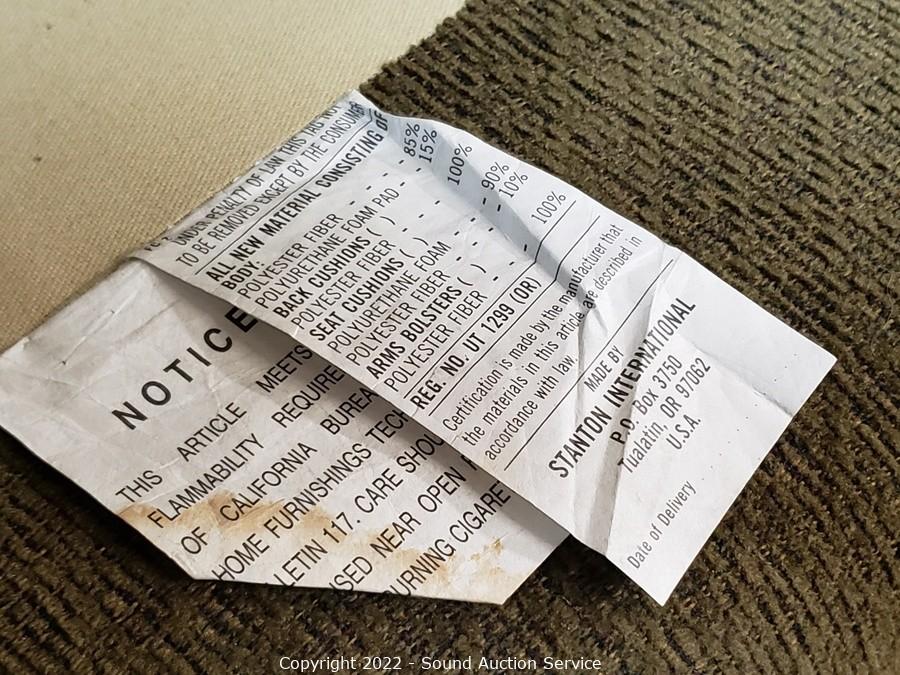 UNDER PENALTY OF LAW THIS TAG NOT
TO BE REMOVED EXCEPT BY THE CONSUMER
ALL NEW MATERIAL CONSISTING OF
BODY:
POLYESTER FIBER - - - 85%
POLYURETHANE FOAM PAD - - 15%
BACK CUSHIONS ( )
POLYESTER FIBER - - - 100%
SEAT CUSHIONS ( )
POLYURETHANE FOAM - - - 90%
POLYESTER FIBER - - - 10%
ARMS BOLSTERS ( )
POLYESTER FIBER - - - 100%
REG. NO. UT 1299 (OR)
Certification is made by the manufacturer that
the materials in this article are described in
accordance with law.
MADE BY
STANTON INTERNATIONAL
P.O. Box 3750
Tualatin, OR 97062
U.S.A.
Date of Delivery
NOTICE
THIS ARTICLE MEETS
FLAMMABILITY REQUIRE
OF CALIFORNIA BUREA
HOME FURNISHINGS TECH
LETIN 117. CARE SHOU
SED NEAR OPEN
URNING CIGARET
Copyright 2022 - Sound Auction Service